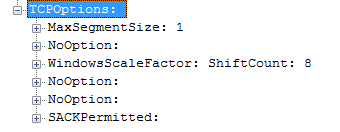 TCPOptions:
MaxSegmentSize: 1
NoOption:
WindowsScaleFactor: ShiftCount: 8
NoOption:
NoOption:
SACKPermitted: